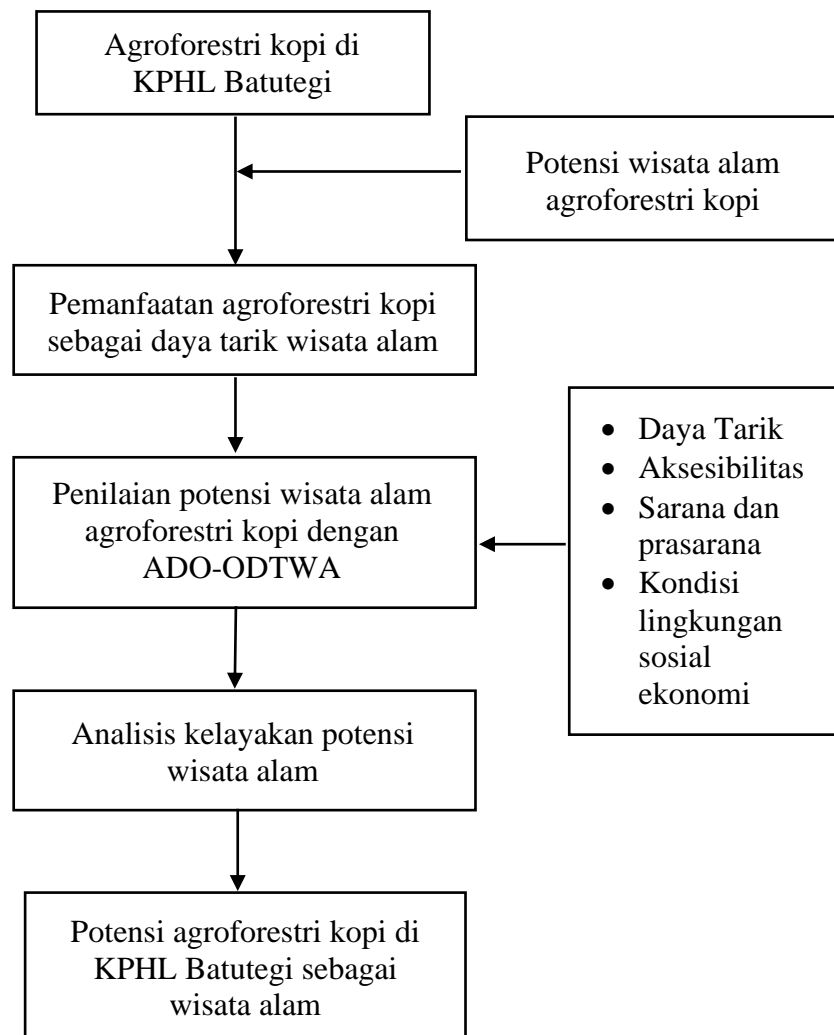 Agroforestri kopi di
KPHL Batutegi
Potensi wisata alam
agroforestri kopi
Pemanfaatan agroforestri kopi
sebagai daya tarik wisata alam
• Daya Tarik
• Aksesibilitas
• Sarana dan
prasarana
• Kondisi
lingkungan
sosial
ekonomi
Penilaian potensi wisata alam
agroforestri kopi dengan
ADO-ODTWA
Analisis kelayakan potensi
wisata alam
Potensi agroforestri kopi di
KPHL Batutegi sebagai
wisata alam